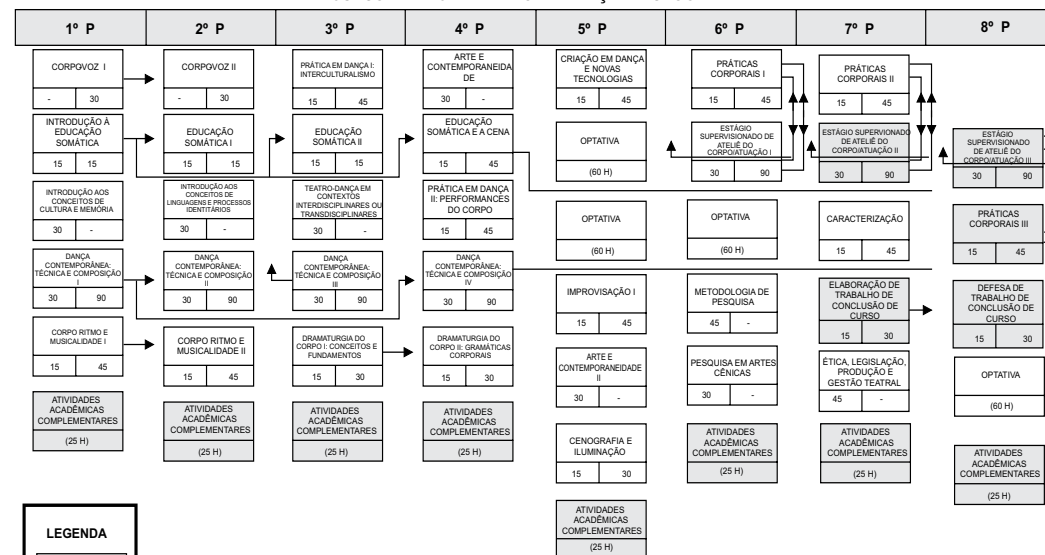 1º P
2º P
3º P
4º P
5º P
6º P
7º P
8º P
CORPOVOZ I
-
30
INTRODUÇÃO À
EDUCAÇÃO
SOMÁTICA
15
15
INTRODUÇÃO AOS
CONCEITOS DE
CULTURA E MEMÓRIA
30
-
DANÇA
CONTEMPORÂNEA:
TÉCNICA E COMPOSIÇÃO
I
30
90
CORPO RITMO E
MUSICALIDADE I
15
45
ATIVIDADES
ACADÊMICAS
COMPLEMENTARES
(25 H)
CORPOVOZ II
-
30
EDUCAÇÃO
SOMÁTICA I
15
15
INTRODUÇÃO AOS
CONCEITOS DE
LINGUAGENS E PROCESSOS
IDENTITÁRIOS
30
-
DANÇA
CONTEMPORÂNEA:
TÉCNICA E COMPOSIÇÃO
II
30
90
CORPO RITMO E
MUSICALIDADE II
15
45
ATIVIDADES
ACADÊMICAS
COMPLEMENTARES
(25 H)
PRÁTICA EM DANÇA I:
INTERCULTURALISMO
15
45
EDUCAÇÃO
SOMÁTICA II
15
15
TEATRO-DANÇA EM
CONTEXTOS
INTERDISCIPLINARES OU
TRANSDISCIPLINARES
30
-
DANÇA
CONTEMPORÂNEA:
TÉCNICA E COMPOSIÇÃO
III
30
90
DRAMATURGIA DO
CORPO I: CONCEITOS E
FUNDAMENTOS
15
30
ATIVIDADES
ACADÊMICAS
COMPLEMENTARES
(25 H)
ARTE E
CONTEMPORANEIDA
DE
30
-
EDUCAÇÃO
SOMÁTICA E A CENA
15
45
PRÁTICA EM DANÇA
II: PERFORMANCES
DO CORPO
15
45
DANÇA
CONTEMPORÂNEA:
TÉCNICA E COMPOSIÇÃO
IV
30
90
DRAMATURGIA DO
CORPO II: GRAMÁTICAS
CORPORAIS
15
30
ATIVIDADES
ACADÊMICAS
COMPLEMENTARES
(25 H)
CRIAÇÃO EM DANÇA
E NOVAS
TECNOLOGIAS
15
45
OPTATIVA
(60 H)
OPTATIVA
(60 H)
IMPROVISAÇÃO I
15
45
ARTE E
CONTEMPORANEIDADE
II
30
-
CENOGRAFIA E
ILUMINAÇÃO
15
30
ATIVIDADES
ACADÊMICAS
COMPLEMENTARES
(25 H)
PRÁTICAS
CORPORAIS I
15
45
ESTÁGIO
SUPERVISIONADO DE
ATELIÊ DO
CORPO/ATUAÇÃO I
30
90
OPTATIVA
(60 H)
METODOLOGIA DE
PESQUISA
45
-
PESQUISA EM ARTES
CÊNICAS
30
-
ATIVIDADES
ACADÊMICAS
COMPLEMENTARES
(25 H)
PRÁTICAS
CORPORAIS II
15
45
ESTÁGIO SUPERVISIONADO
DE ATELIÊ DO
CORPO/ATUAÇÃO II
30
90
CARACTERIZAÇÃO
15
45
ELABORAÇÃO DE
TRABALHO DE
CONCLUSÃO DE
CURSO
15
30
ÉTICA, LEGISLAÇÃO,
PRODUÇÃO E
GESTÃO TEATRAL
45
-
ATIVIDADES
ACADÊMICAS
COMPLEMENTARES
(25 H)
ESTÁGIO
SUPERVISIONADO
DE ATELIÊ DO
CORPO/ATUAÇÃO III
30
90
PRÁTICAS
CORPORAIS III
15
45
DEFESA DE
TRABALHO DE
CONCLUSÃO DE
CURSO
15
30
OPTATIVA
(60 H)
ATIVIDADES
ACADÊMICAS
COMPLEMENTARES
(25 H)
LEGENDA